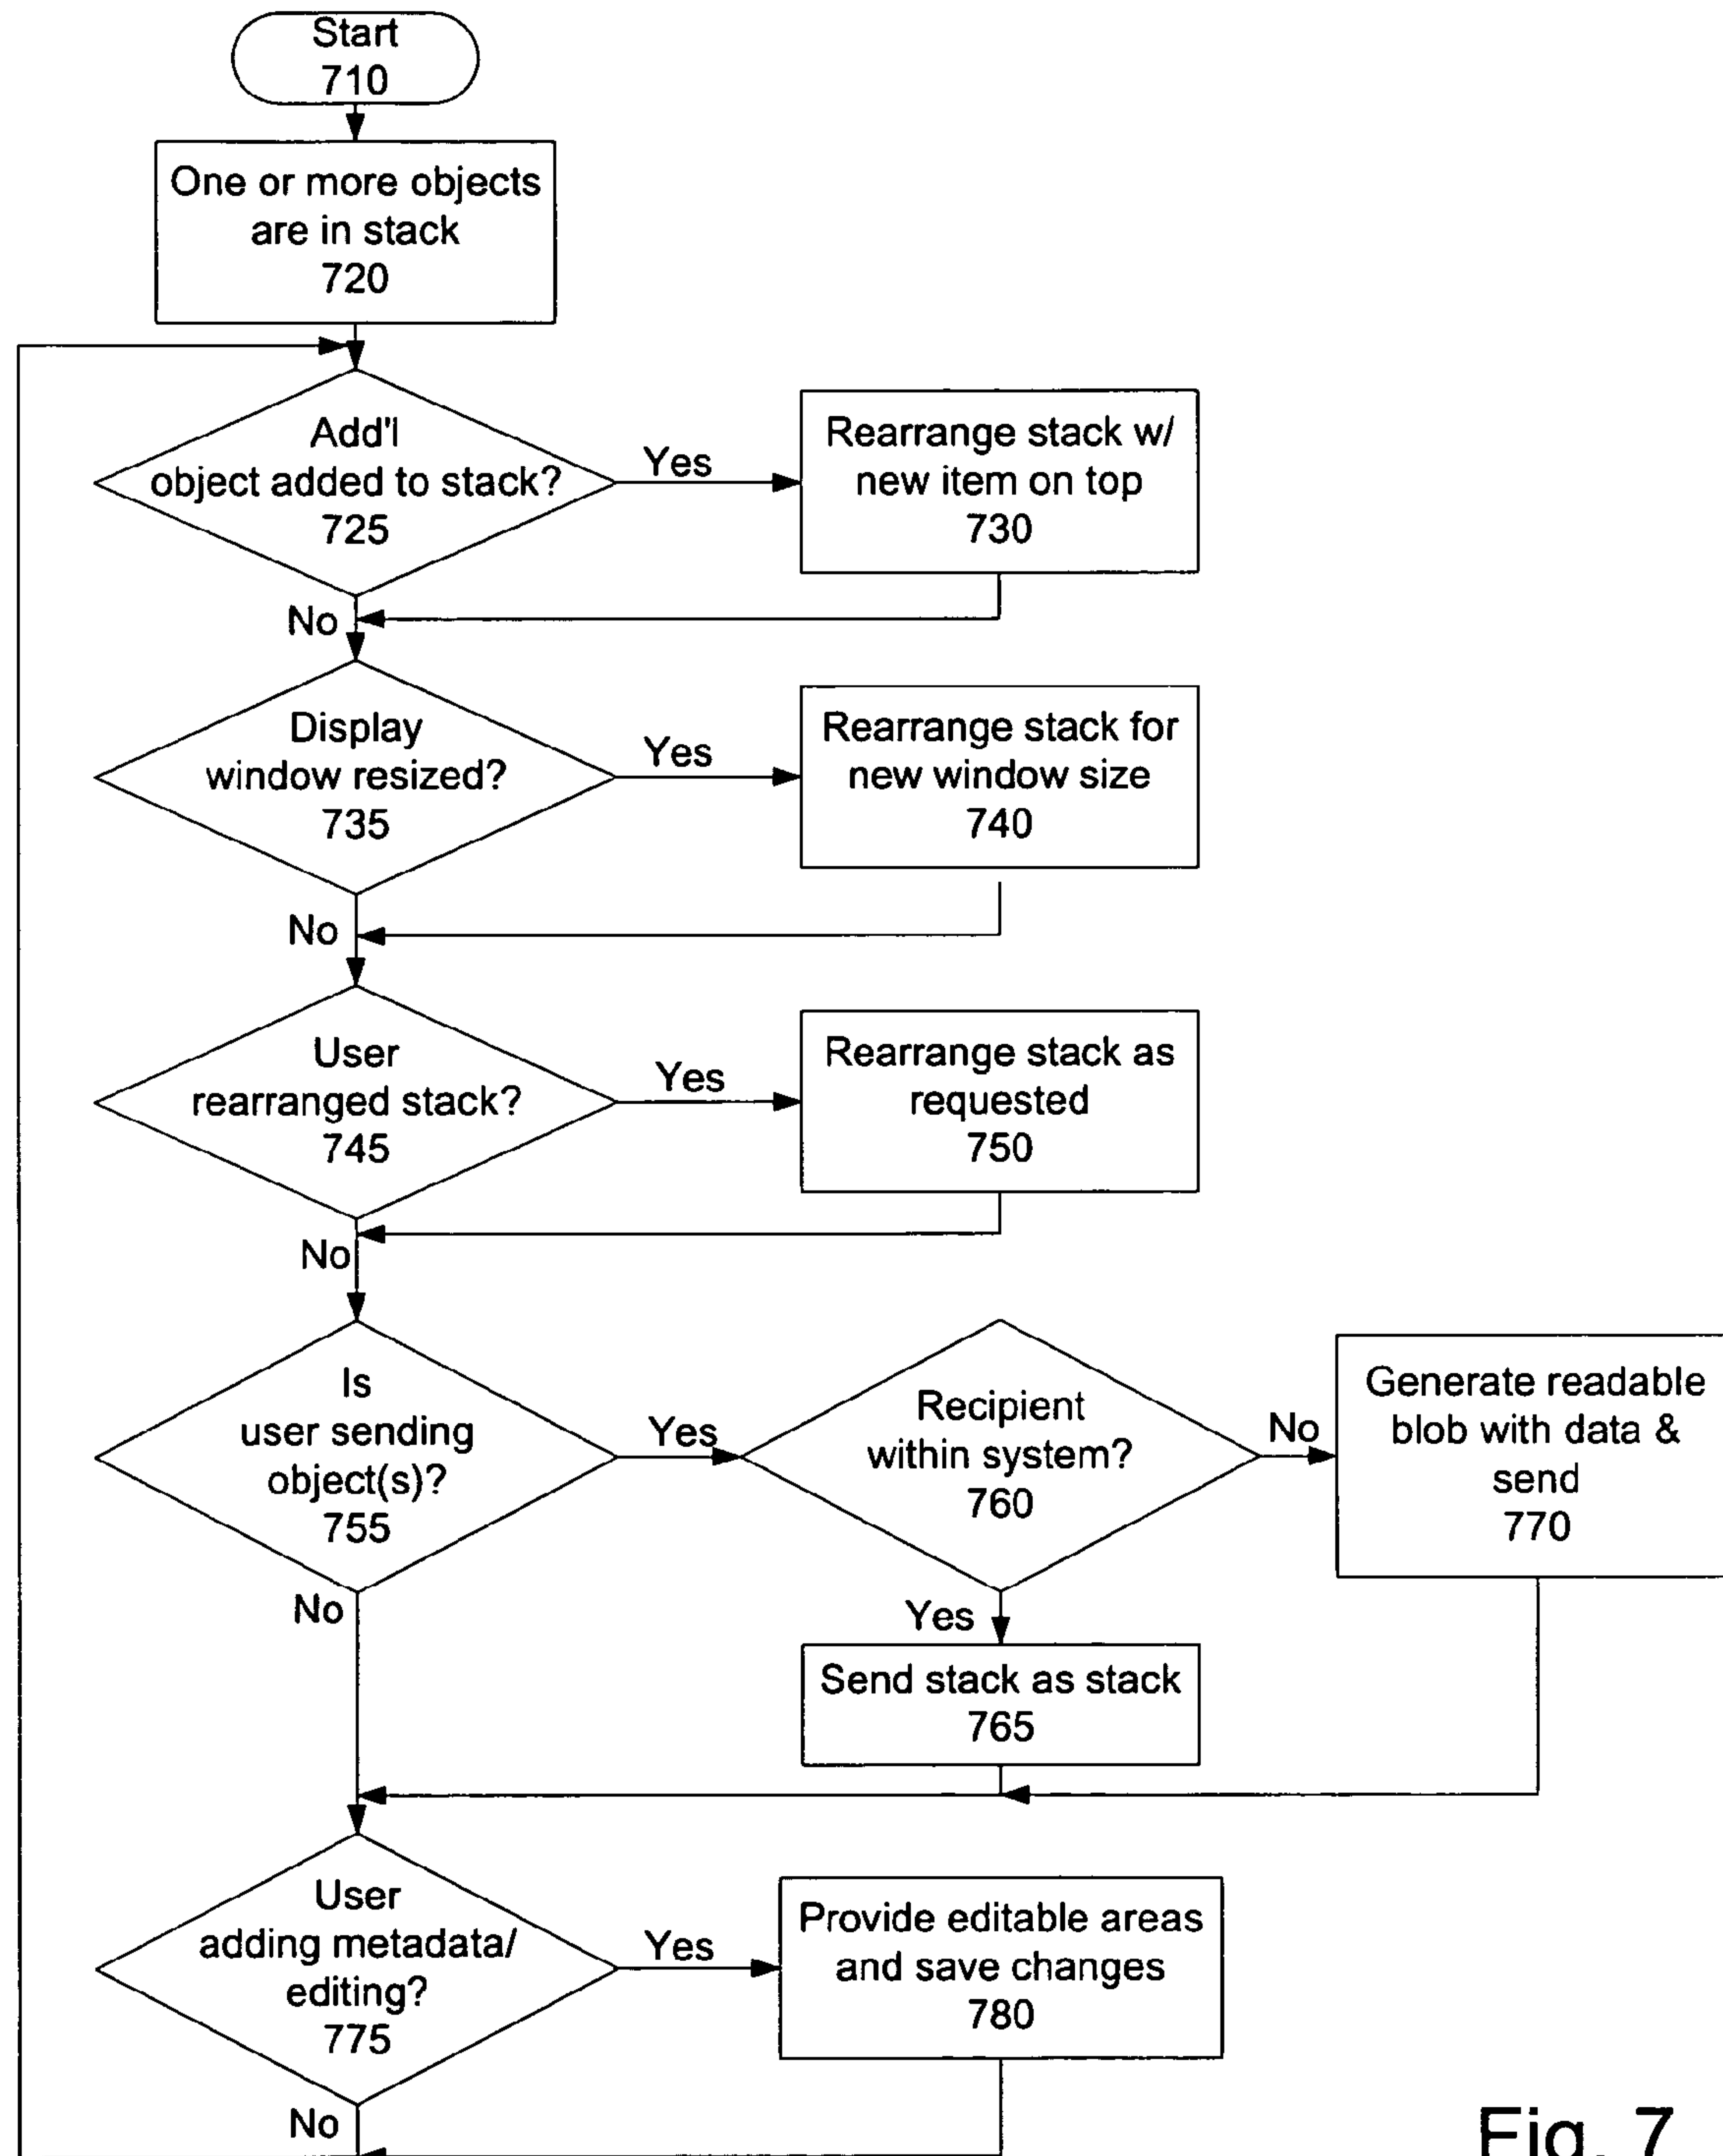 Start
710
One or more objects
are in stack
720
Add'l
object added to stack?
725
Yes
Rearrange stack w/
new item on top
730
No
Display
window resized?
735
Yes
Rearrange stack for
new window size
740
No
User
rearranged stack?
745
Yes
Rearrange stack as
requested
750
No
Is
user sending
object(s)?
755
Yes
Recipient
within system?
760
No
Generate readable
blob with data &
send
770
No
Yes
Send stack as stack
765
User
adding metadata/
editing?
775
Yes
Provide editable areas
and save changes
780
No
Fig. 7